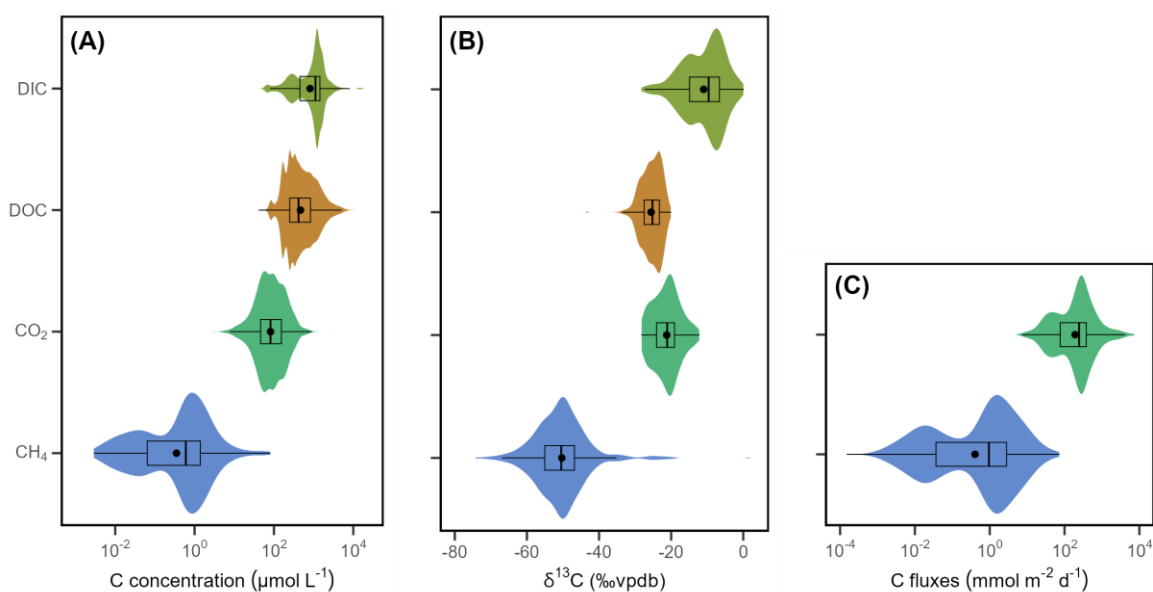 (A)
DIC
DOC
CO₂
CH₄
10⁻² 10⁰ 10² 10⁴
C concentration (µmol L⁻¹)
(B)
-80 -60 -40 -20 0
δ¹³C (‰vpdb)
(C)
10⁻⁴ 10⁻² 10⁰ 10² 10⁴
C fluxes (mmol m⁻² d⁻¹)